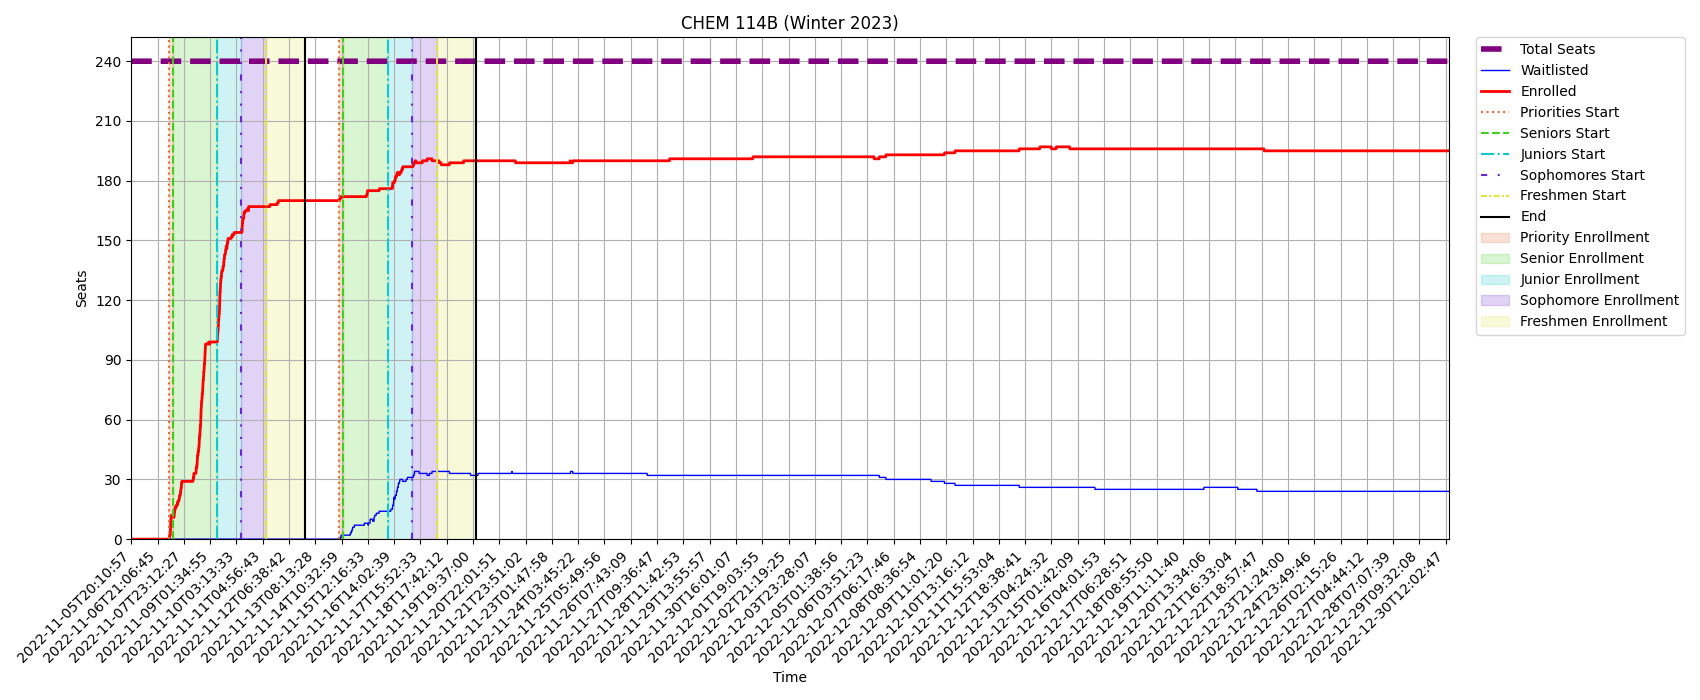 CHEM 114B (Winter 2023)
Seats
240
210
180
150
120
90
60
30
0
2022-11-05T20:10:57
2022-11-06T21:06:45
2022-11-07T23:12:27
2022-11-09T01:34:55
2022-11-10T03:13:33
2022-11-11T04:56:43
2022-11-12T06:38:42
2022-11-13T08:13:28
2022-11-14T10:32:59
2022-11-15T12:16:33
2022-11-16T14:02:39
2022-11-17T15:52:33
2022-11-18T17:42:12
2022-11-19T19:37:00
2022-11-20T22:01:51
2022-11-21T23:51:02
2022-11-23T01:47:58
2022-11-24T03:45:22
2022-11-25T05:49:56
2022-11-26T07:43:09
2022-11-27T09:36:47
2022-11-28T11:42:53
2022-11-29T13:55:57
2022-11-30T16:01:07
2022-12-01T19:03:55
2022-12-02T21:19:25
2022-12-03T23:28:07
2022-12-05T01:38:56
2022-12-06T03:51:23
2022-12-07T06:17:46
2022-12-08T08:36:54
2022-12-09T11:01:20
2022-12-10T13:16:12
2022-12-11T15:53:04
2022-12-12T18:38:41
2022-12-13T04:24:32
2022-12-15T01:42:09
2022-12-16T04:01:53
2022-12-17T06:28:51
2022-12-18T08:55:50
2022-12-19T11:11:40
2022-12-20T13:34:06
2022-12-21T16:33:04
2022-12-22T18:57:47
2022-12-23T21:24:00
2022-12-24T23:49:46
2022-12-26T02:15:26
2022-12-27T04:44:12
2022-12-28T07:07:39
2022-12-29T09:32:08
2022-12-30T12:02:47
Time
Total Seats
Waitlisted
Enrolled
Priorities Start
Seniors Start
Juniors Start
Sophomores Start
Freshmen Start
End
Priority Enrollment
Senior Enrollment
Junior Enrollment
Sophomore Enrollment
Freshmen Enrollment